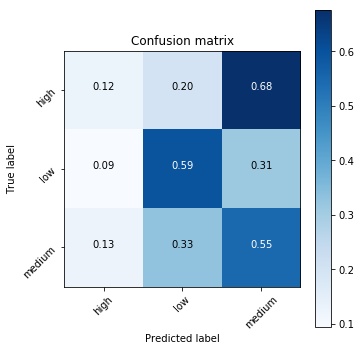 Confusion matrix
True label
high
0.12 0.20 0.68
low
0.09 0.59 0.31
medium
0.13 0.33 0.55
high low medium
Predicted label
0.6
0.5
0.4
0.3
0.2
0.1